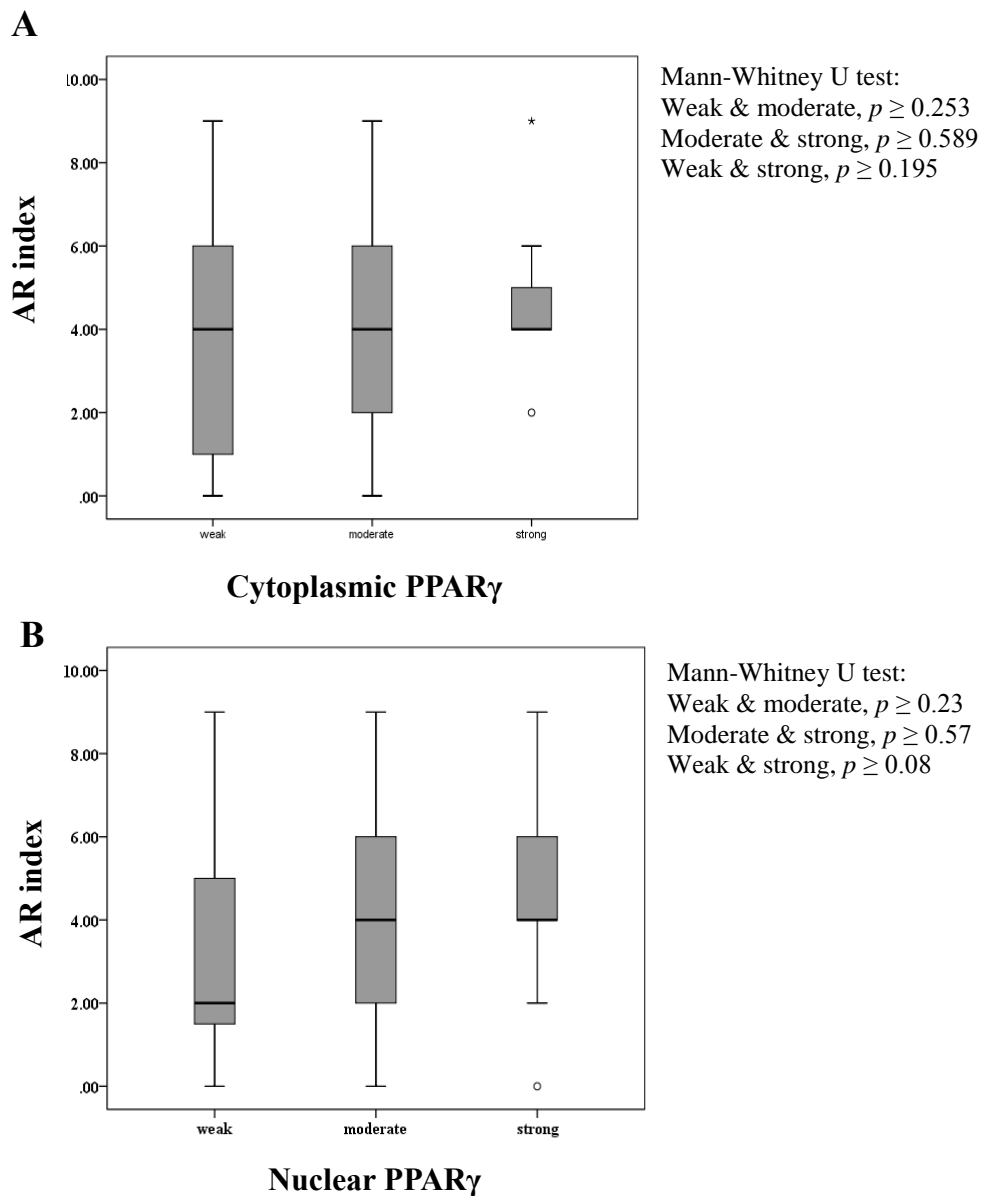 A
Mann-Whitney U test:
Weak & moderate, p ≥ 0.253
Moderate & strong, p ≥ 0.589
Weak & strong, p ≥ 0.195
10.00
8.00
6.00
4.00
2.00
.00
AR index
weak moderate strong
Cytoplasmic PPARγ
B
Mann-Whitney U test:
Weak & moderate, p ≥ 0.23
Moderate & strong, p ≥ 0.57
Weak & strong, p ≥ 0.08
10.00
8.00
6.00
4.00
2.00
.00
AR index
weak moderate strong
Nuclear PPARγ